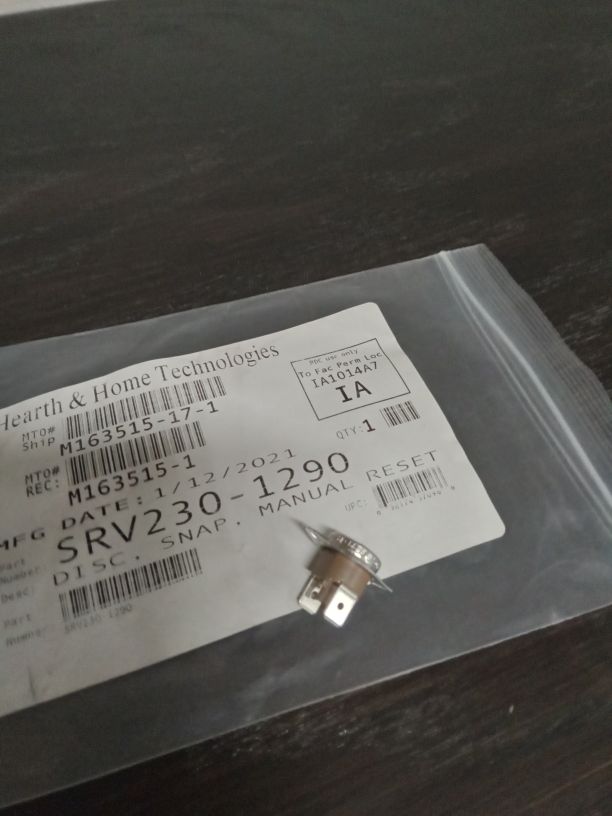 Hearth & Home Technologies
PDC use only
To Fac Perm Loc
IA1014A7
IA
MTO#
Ship
M163515-17-1
QTY:1
MTO#
REC:
M163515-1
MFG DATE: 1/12/2021
Part
Number:
SRV230-1290
Desc:
DISC. SNAP. MANUAL RESET
UPC:
Part
Number:
SRV230-1290